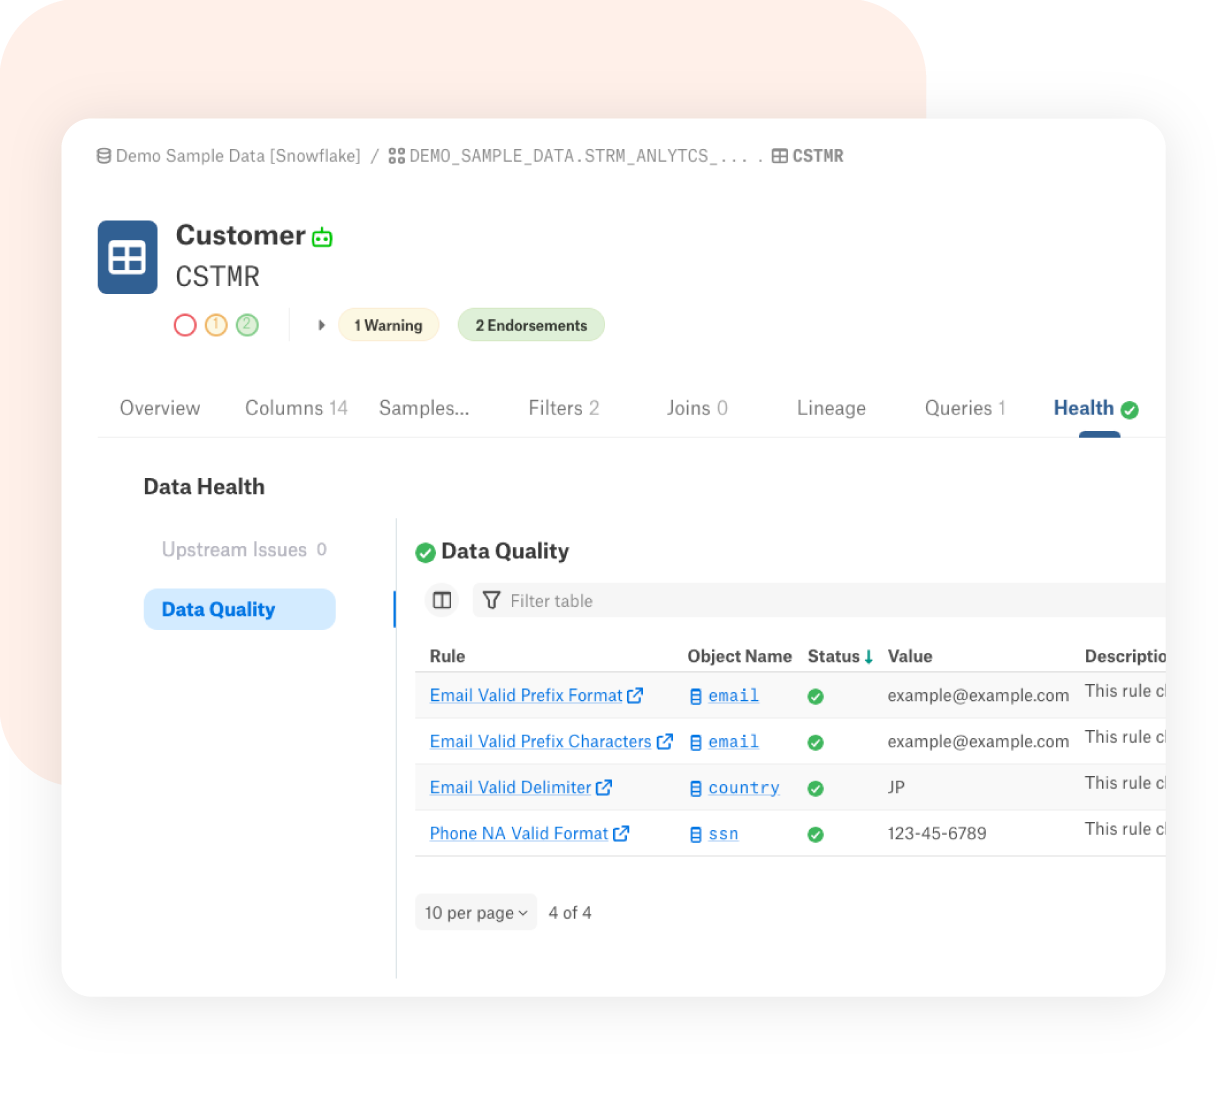 Demo Sample Data [Snowflake] / DEMO_SAMPLE_DATA.STRM_ANLYTCS_... . CSTMR
Customer
CSTMR
1 2 1 Warning 2 Endorsements
Overview Columns 14 Samples... Filters 2 Joins 0 Lineage Queries 1 Health
Data Health
Upstream Issues 0
Data Quality
Data Quality
Filter table
Rule Object Name Status Value Descriptio
Email Valid Prefix Format email example@example.com This rule cl
Email Valid Prefix Characters email example@example.com This rule cl
Email Valid Delimiter country JP This rule cl
Phone NA Valid Format ssn 123-45-6789 This rule cl
10 per page 4 of 4